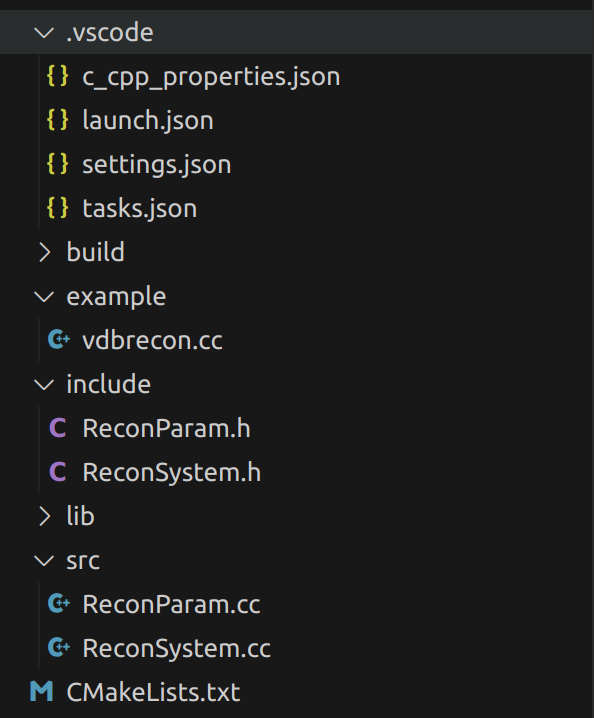 .vscode
{} c_cpp_properties.json
{} launch.json
{} settings.json
{} tasks.json
build
example
C++ vdbrecon.cc
include
C ReconParam.h
C ReconSystem.h
lib
src
C++ ReconParam.cc
C++ ReconSystem.cc
M CMakeLists.txt